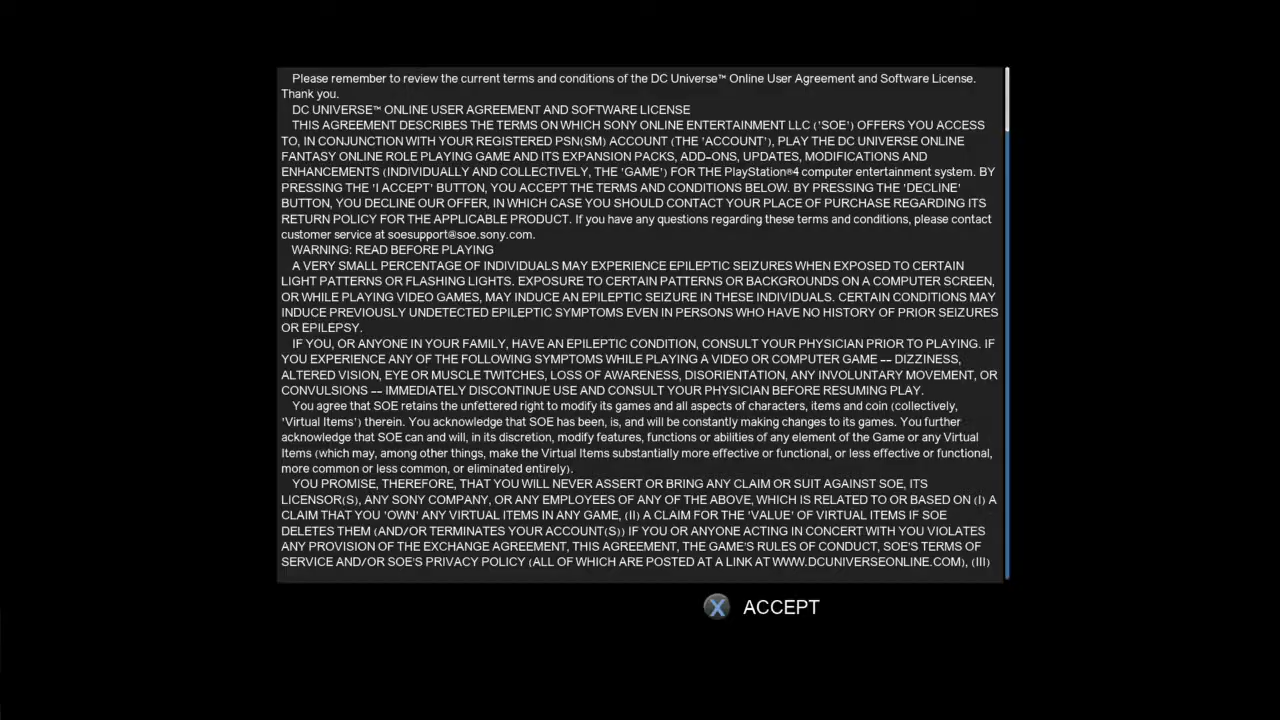 Please remember to review the current terms and conditions of the DC Universe™ Online User Agreement and Software License.
Thank you.
DC UNIVERSE™ ONLINE USER AGREEMENT AND SOFTWARE LICENSE
THIS AGREEMENT DESCRIBES THE TERMS ON WHICH SONY ONLINE ENTERTAINMENT LLC ('SOE') OFFERS YOU ACCESS
TO, IN CONJUNCTION WITH YOUR REGISTERED PSN(SM) ACCOUNT (THE 'ACCOUNT'), PLAY THE DC UNIVERSE ONLINE
FANTASY ONLINE ROLE PLAYING GAME AND ITS EXPANSION PACKS, ADD-ONS, UPDATES, MODIFICATIONS AND
ENHANCEMENTS (INDIVIDUALLY AND COLLECTIVELY, THE 'GAME') FOR THE PlayStation®4 computer entertainment system. BY
PRESSING THE 'I ACCEPT' BUTTON, YOU ACCEPT THE TERMS AND CONDITIONS BELOW. BY PRESSING THE 'DECLINE'
BUTTON, YOU DECLINE OUR OFFER, IN WHICH CASE YOU SHOULD CONTACT YOUR PLACE OF PURCHASE REGARDING ITS
RETURN POLICY FOR THE APPLICABLE PRODUCT. If you have any questions regarding these terms and conditions, please contact
customer service at soesupport@soe.sony.com.
WARNING: READ BEFORE PLAYING
A VERY SMALL PERCENTAGE OF INDIVIDUALS MAY EXPERIENCE EPILEPTIC SEIZURES WHEN EXPOSED TO CERTAIN
LIGHT PATTERNS OR FLASHING LIGHTS. EXPOSURE TO CERTAIN PATTERNS OR BACKGROUNDS ON A COMPUTER SCREEN,
OR WHILE PLAYING VIDEO GAMES, MAY INDUCE AN EPILEPTIC SEIZURE IN THESE INDIVIDUALS. CERTAIN CONDITIONS MAY
INDUCE PREVIOUSLY UNDETECTED EPILEPTIC SYMPTOMS EVEN IN PERSONS WHO HAVE NO HISTORY OF PRIOR SEIZURES
OR EPILEPSY.
IF YOU, OR ANYONE IN YOUR FAMILY, HAVE AN EPILEPTIC CONDITION, CONSULT YOUR PHYSICIAN PRIOR TO PLAYING. IF
YOU EXPERIENCE ANY OF THE FOLLOWING SYMPTOMS WHILE PLAYING A VIDEO OR COMPUTER GAME -- DIZZINESS,
ALTERED VISION, EYE OR MUSCLE TWITCHES, LOSS OF AWARENESS, DISORIENTATION, ANY INVOLUNTARY MOVEMENT, OR
CONVULSIONS -- IMMEDIATELY DISCONTINUE USE AND CONSULT YOUR PHYSICIAN BEFORE RESUMING PLAY.
You agree that SOE retains the unfettered right to modify its games and all aspects of characters, items and coin (collectively,
'Virtual Items') therein. You acknowledge that SOE has been, is, and will be constantly making changes to its games. You further
acknowledge that SOE can and will, in its discretion, modify features, functions or abilities of any element of the Game or any Virtual
Items (which may, among other things, make the Virtual Items substantially more effective or functional, or less effective or functional,
more common or less common, or eliminated entirely).
YOU PROMISE, THEREFORE, THAT YOU WILL NEVER ASSERT OR BRING ANY CLAIM OR SUIT AGAINST SOE, ITS
LICENSOR(S), ANY SONY COMPANY, OR ANY EMPLOYEES OF ANY OF THE ABOVE, WHICH IS RELATED TO OR BASED ON (I) A
CLAIM THAT YOU 'OWN' ANY VIRTUAL ITEMS IN ANY GAME, (II) A CLAIM FOR THE 'VALUE' OF VIRTUAL ITEMS IF SOE
DELETES THEM (AND/OR TERMINATES YOUR ACCOUNT(S)) IF YOU OR ANYONE ACTING IN CONCERT WITH YOU VIOLATES
ANY PROVISION OF THE EXCHANGE AGREEMENT, THIS AGREEMENT, THE GAME'S RULES OF CONDUCT, SOE'S TERMS OF
SERVICE AND/OR SOE'S PRIVACY POLICY (ALL OF WHICH ARE POSTED AT A LINK AT WWW.DCUNIVERSEONLINE.COM), (III)
X ACCEPT